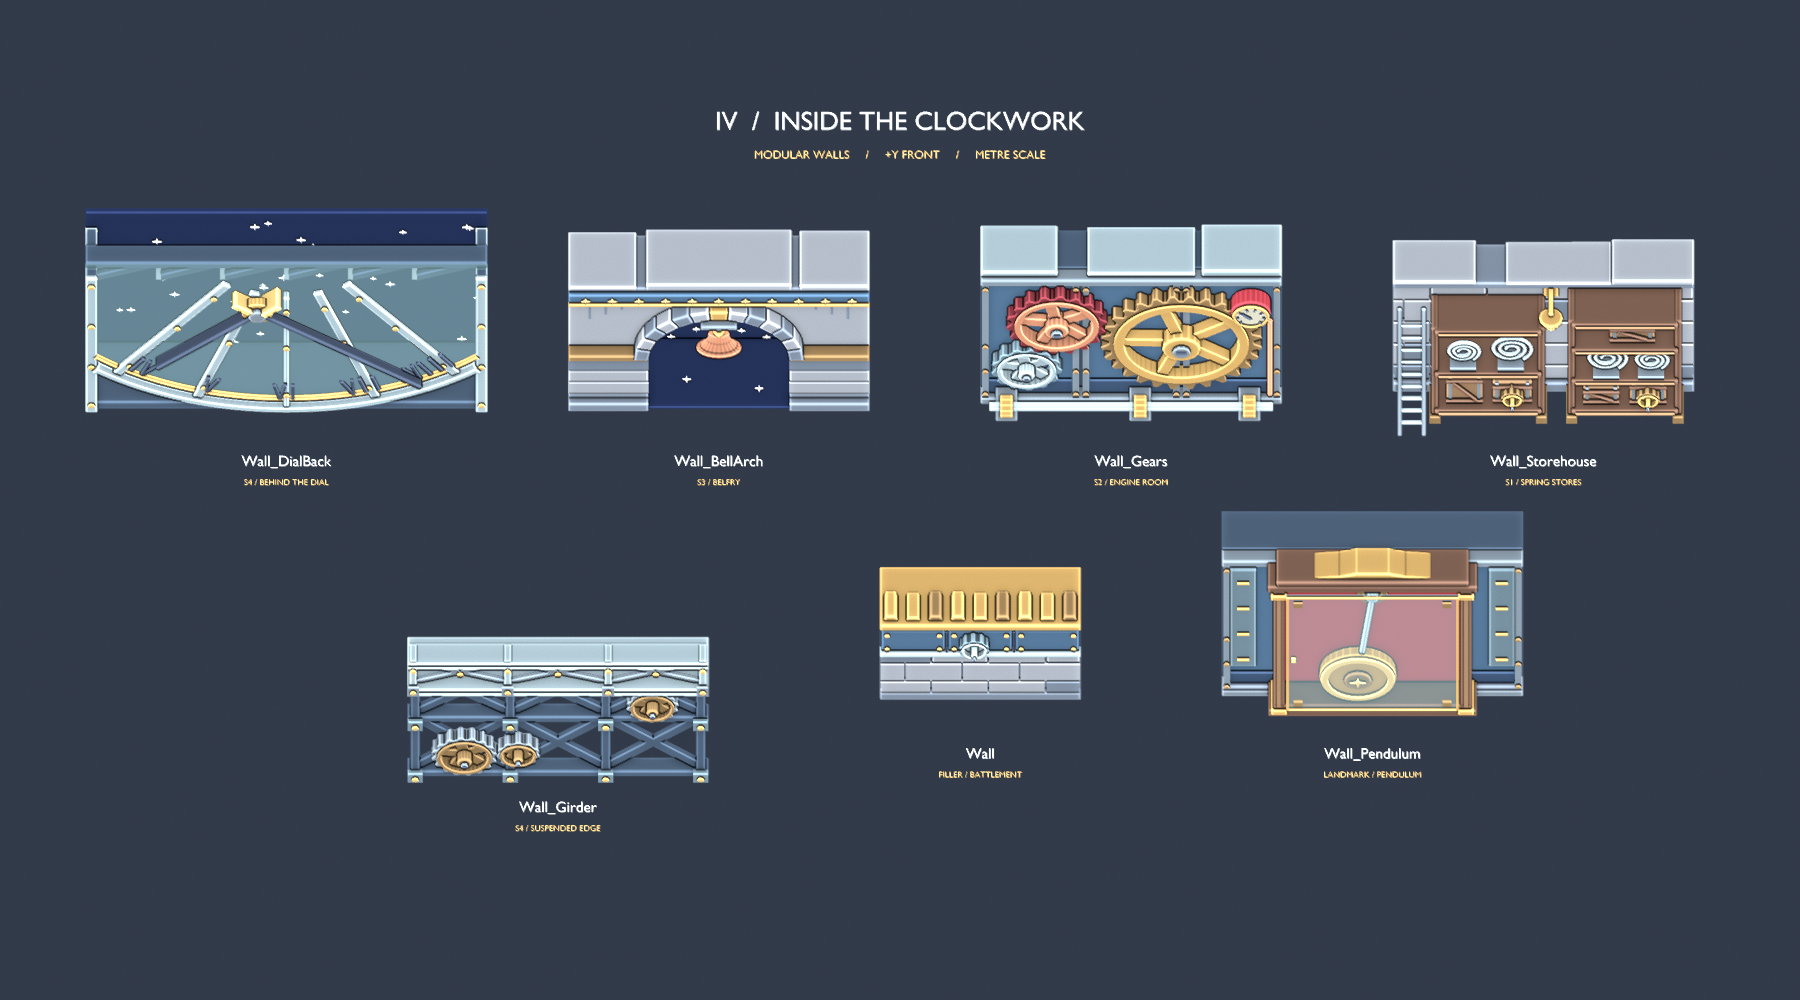 IV / INSIDE THE CLOCKWORK
MODULAR WALLS / +Y FRONT / METRE SCALE
Wall_DialBack
S4 / BEHIND THE DIAL
Wall_BellArch
S3 / BELFRY
Wall_Gears
S2 / ENGINE ROOM
Wall_Storehouse
S1 / SPRING STORES
Wall_Girder
S4 / SUSPENDED EDGE
Wall
FILLER / BATTLEMENT
Wall_Pendulum
LANDMARK / PENDULUM